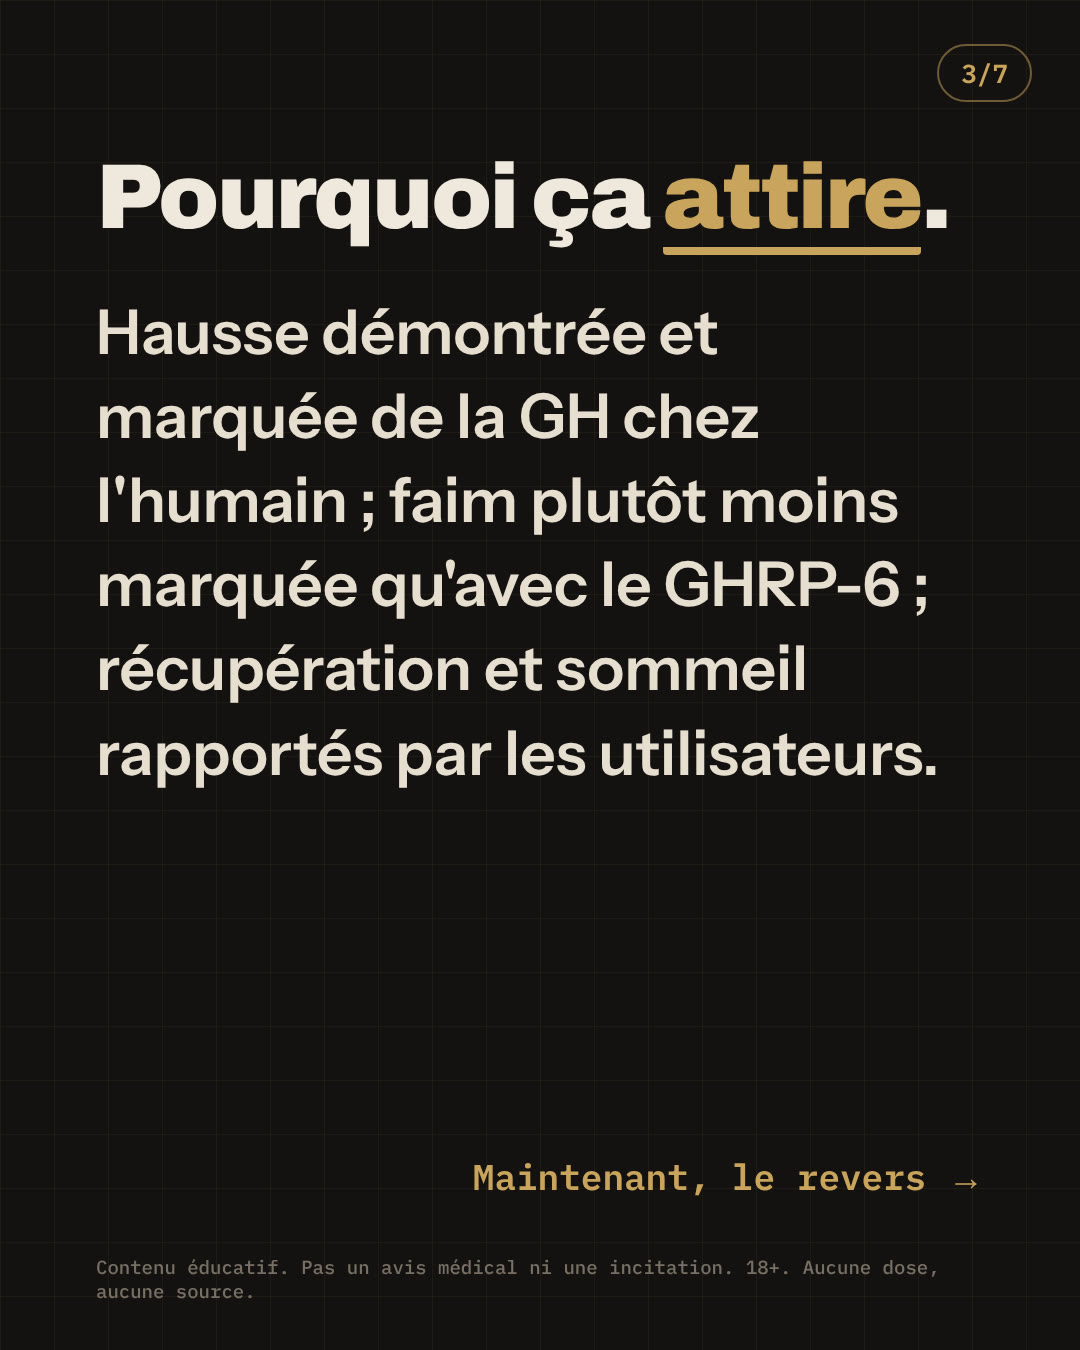 3/7
Pourquoi ça attire.
Hausse démontrée et
marquée de la GH chez
l'humain ; faim plutôt moins
marquée qu'avec le GHRP-6 ;
récupération et sommeil
rapportés par les utilisateurs.
Maintenant, le revers →
Contenu éducatif. Pas un avis médical ni une incitation. 18+. Aucune dose,
aucune source.